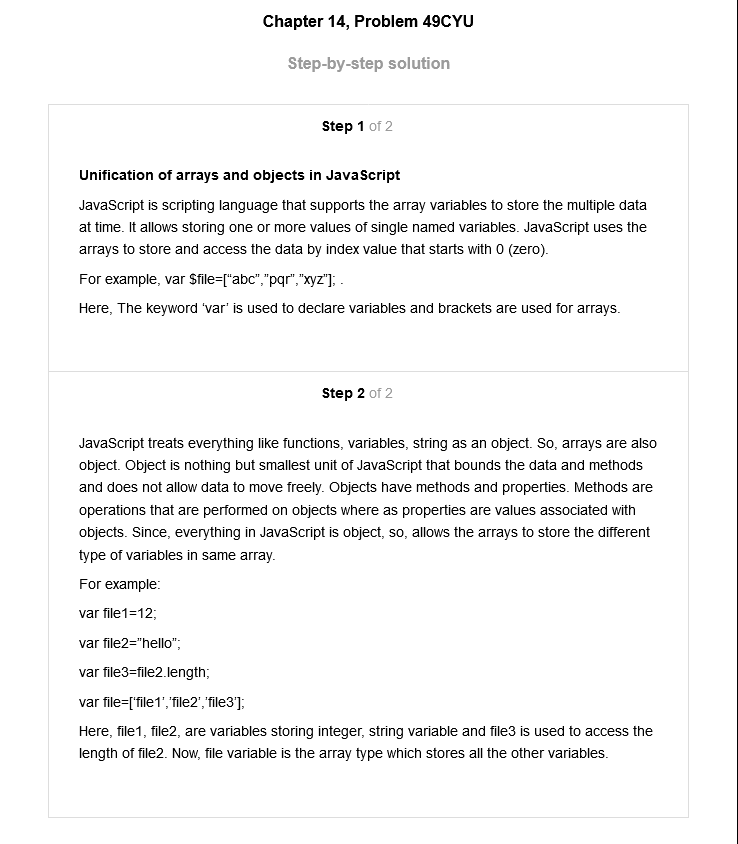 Chapter 14, Problem 49CYU
Step-by-step solution
Step 1 of 2
Unification of arrays and objects in JavaScript
JavaScript is scripting language that supports the array variables to store the multiple data
at time. It allows storing one or more values of single named variables. JavaScript uses the
arrays to store and access the data by index value that starts with 0 (zero).
For example, var $file=[“abc”,”pqr”,”xyz”]; .
Here, The keyword ‘var’ is used to declare variables and brackets are used for arrays.
Step 2 of 2
JavaScript treats everything like functions, variables, string as an object. So, arrays are also
object. Object is nothing but smallest unit of JavaScript that bounds the data and methods
and does not allow data to move freely. Objects have methods and properties. Methods are
operations that are performed on objects where as properties are values associated with
objects. Since, everything in JavaScript is object, so, allows the arrays to store the different
type of variables in same array.
For example:
var file1=12;
var file2=”hello”;
var file3=file2.length;
var file=[‘file1’,’file2’,’file3’];
Here, file1, file2, are variables storing integer, string variable and file3 is used to access the
length of file2. Now, file variable is the array type which stores all the other variables.